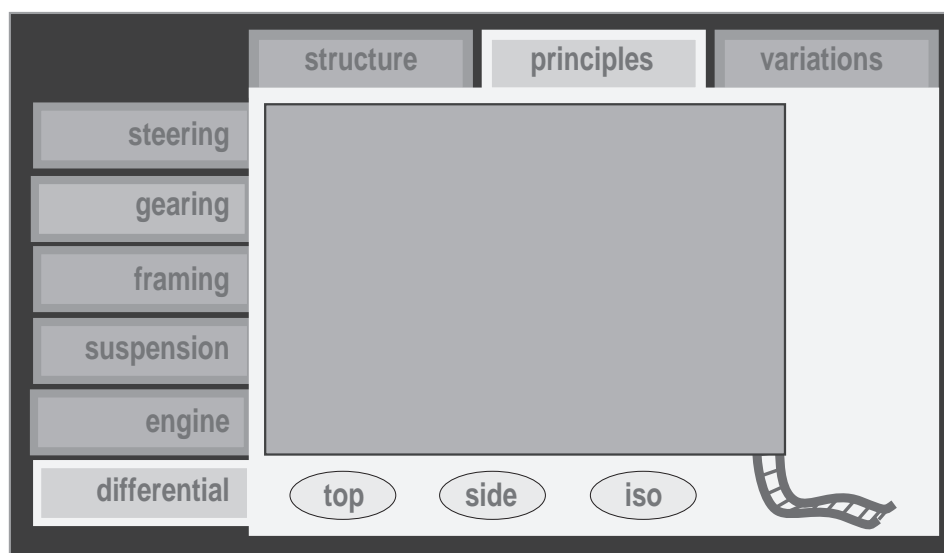 structure principles variations
steering
gearing
framing
suspension
engine
differential
top side iso